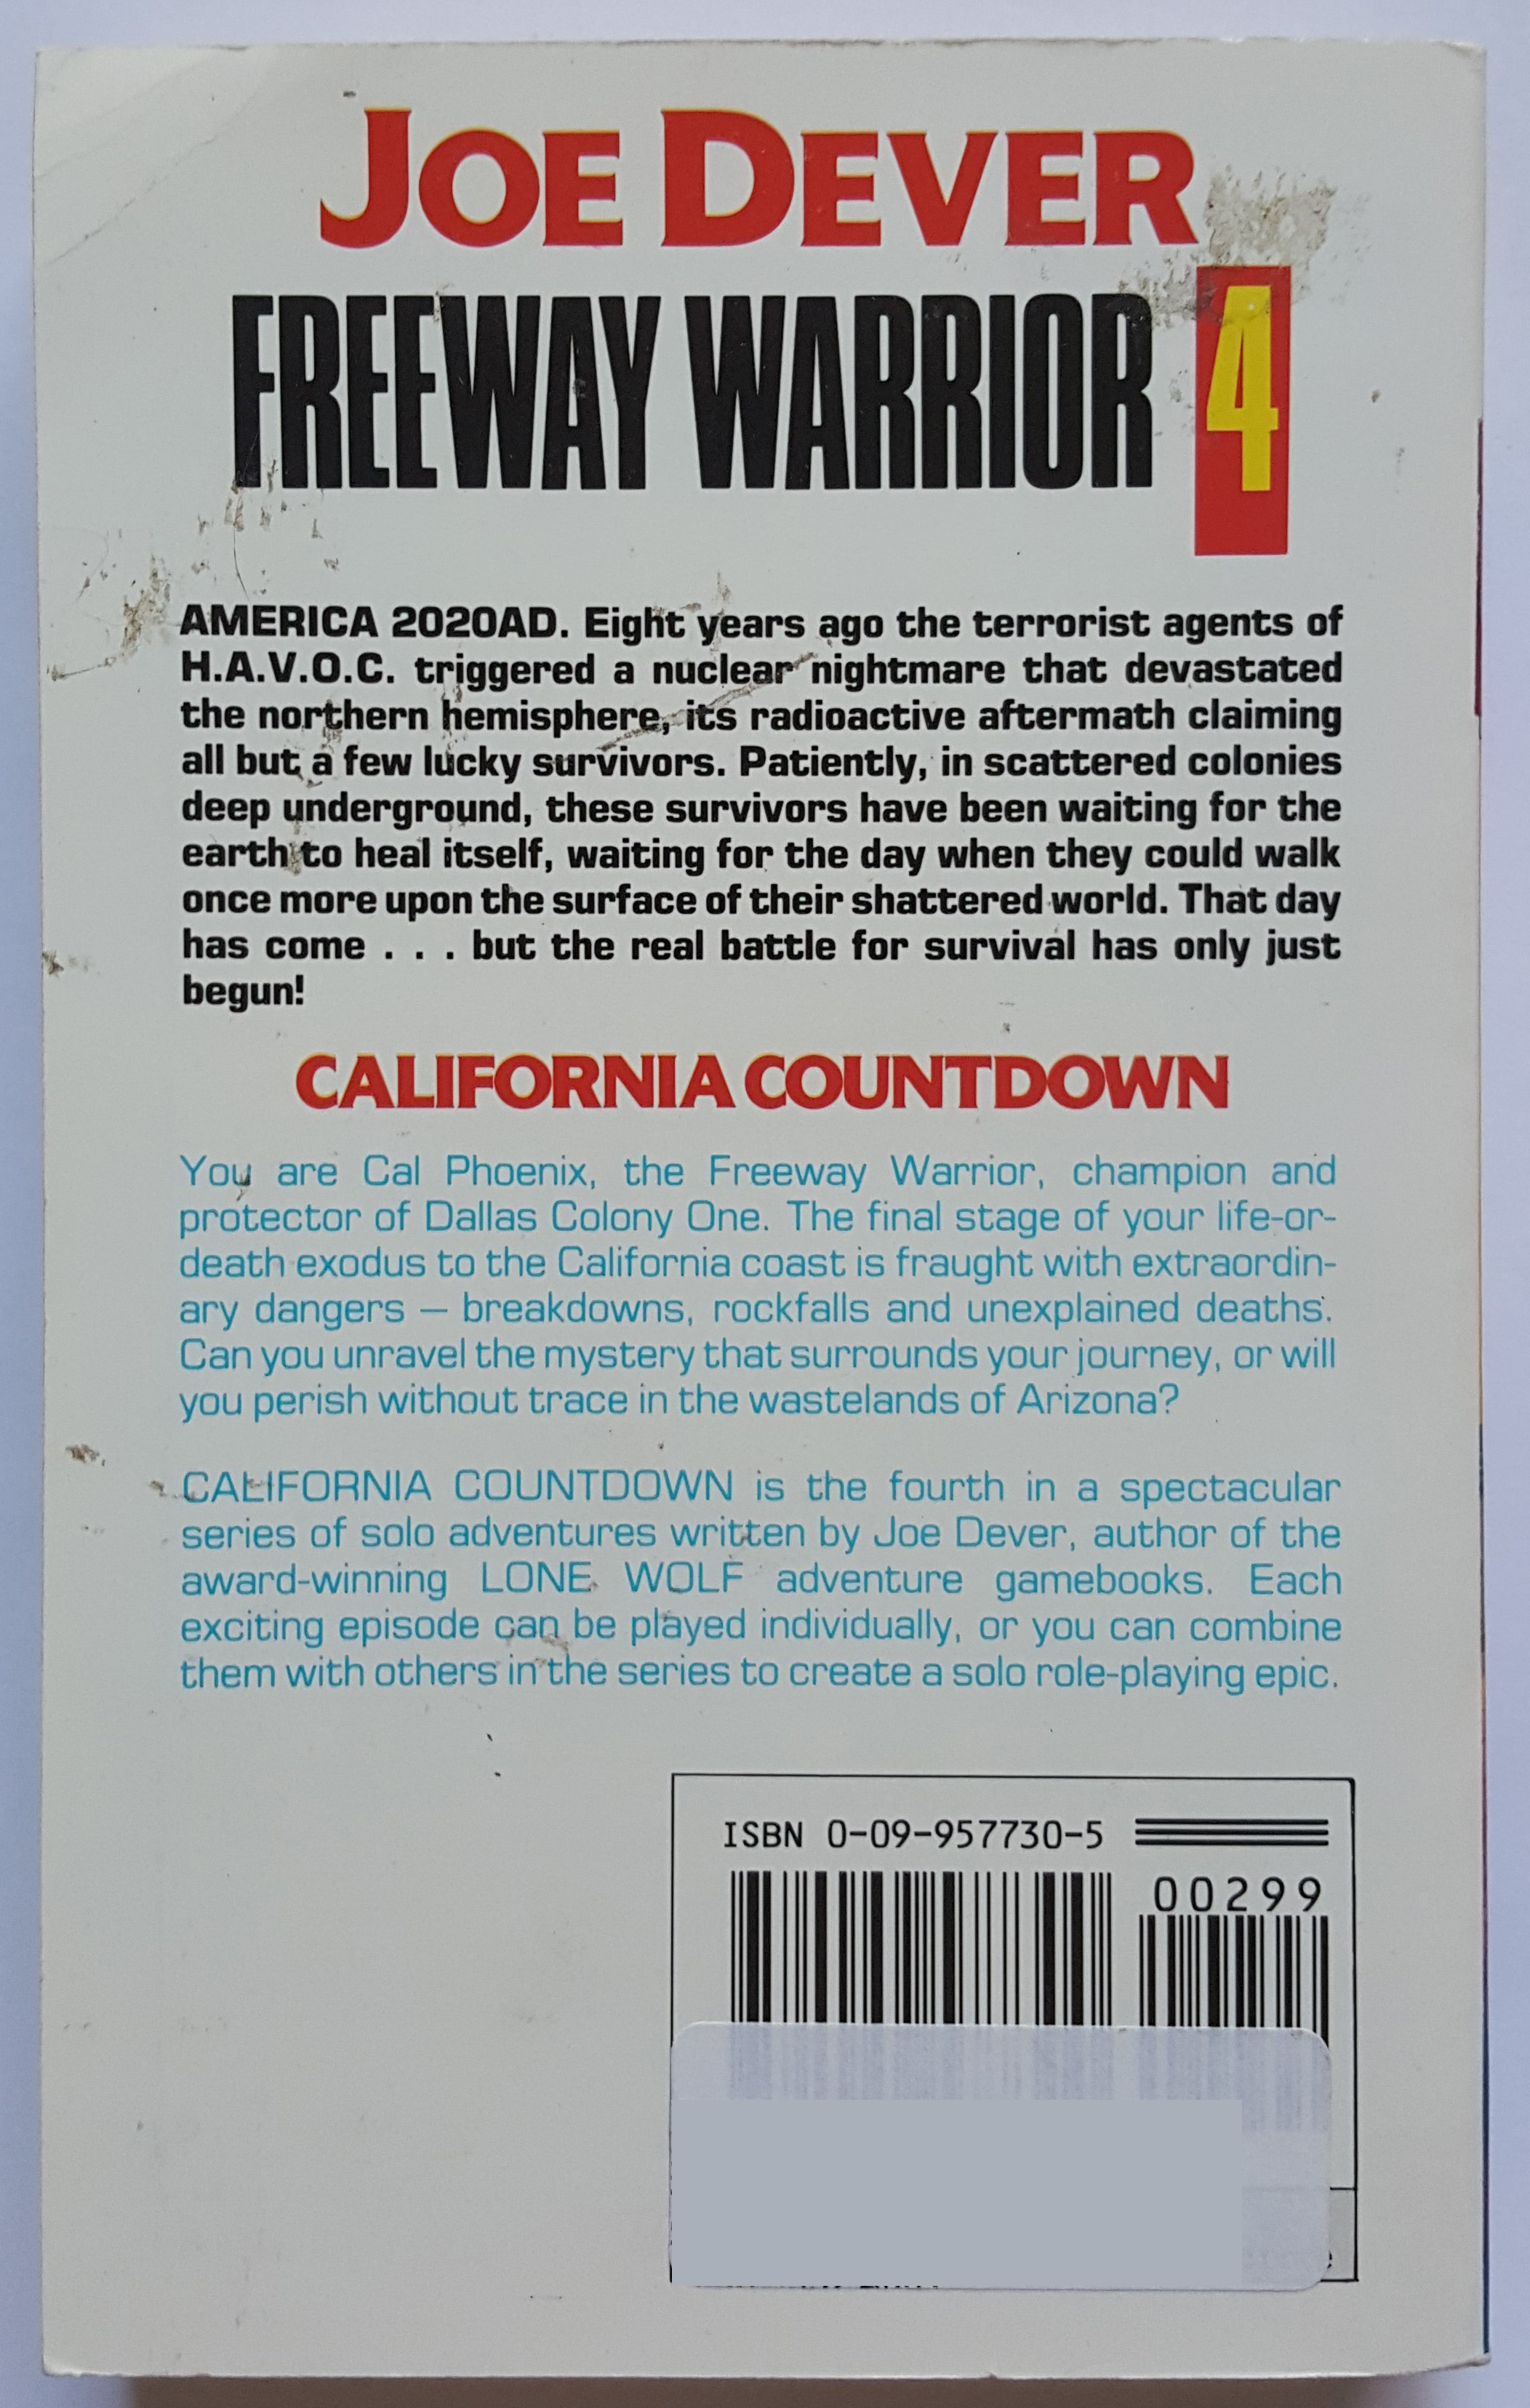 JOE DEVER
FREEWAY WARRIOR 4
AMERICA 2020AD. Eight years ago the terrorist agents of
H.A.V.O.C. triggered a nuclear nightmare that devastated
the northern hemisphere, its radioactive aftermath claiming
all but a few lucky survivors. Patiently, in scattered colonies
deep underground, these survivors have been waiting for the
earth to heal itself, waiting for the day when they could walk
once more upon the surface of their shattered world. That day
has come . . . but the real battle for survival has only just
begun!
CALIFORNIA COUNTDOWN
You are Cal Phoenix, the Freeway Warrior, champion and
protector of Dallas Colony One. The final stage of your life-or-
death exodus to the California coast is fraught with extraordin-
ary dangers — breakdowns, rockfalls and unexplained deaths.
Can you unravel the mystery that surrounds your journey, or will
you perish without trace in the wastelands of Arizona?
CALIFORNIA COUNTDOWN is the fourth in a spectacular
series of solo adventures written by Joe Dever, author of the
award-winning LONE WOLF adventure gamebooks. Each
exciting episode can be played individually, or you can combine
them with others in the series to create a solo role-playing epic.
ISBN 0-09-957730-5
00299